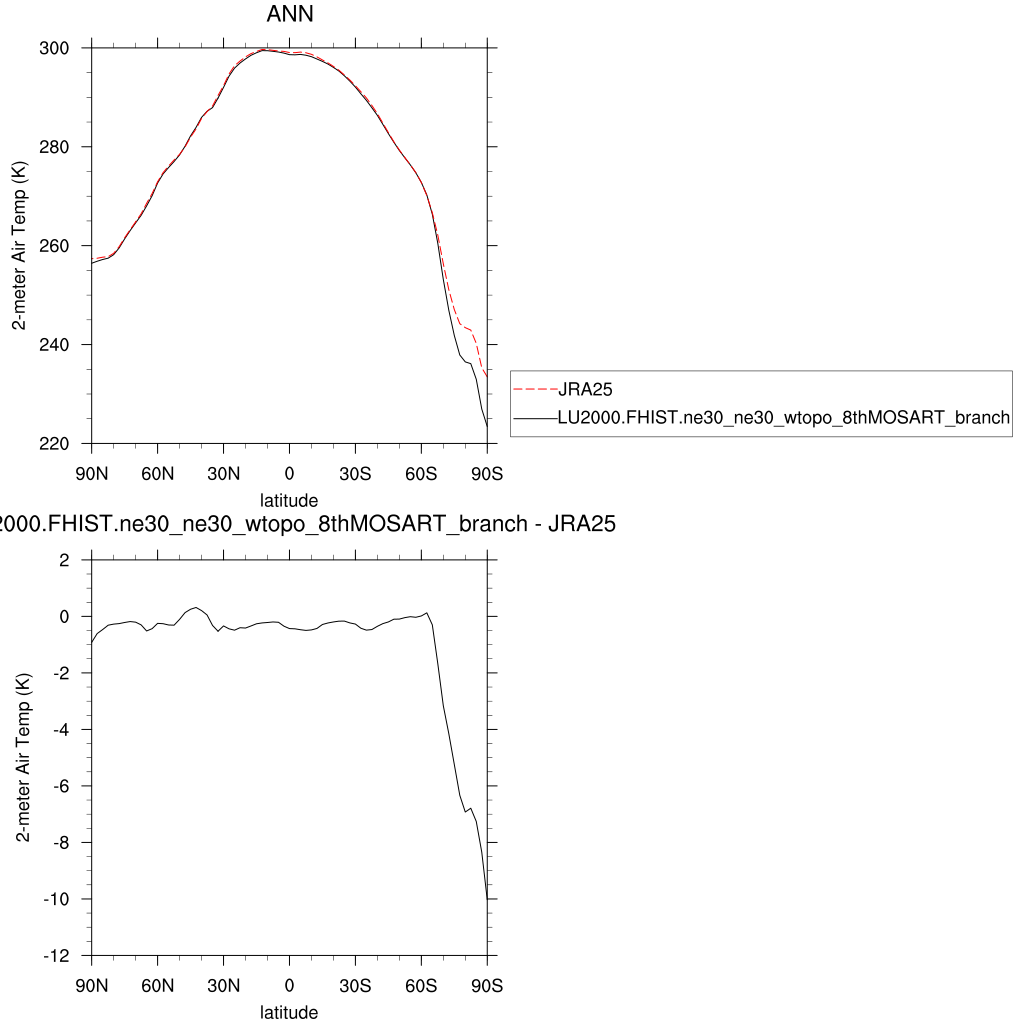 ANN
300
280
260
240
220
2-meter Air Temp (K)
90N 60N 30N 0 30S 60S 90S
latitude
JRA25
LU2000.FHIST.ne30_ne30_wtopo_8thMOSART_branch
2000.FHIST.ne30_ne30_wtopo_8thMOSART_branch - JRA25
2
0
-2
-4
-6
-8
-10
-12
2-meter Air Temp (K)
90N 60N 30N 0 30S 60S 90S
latitude